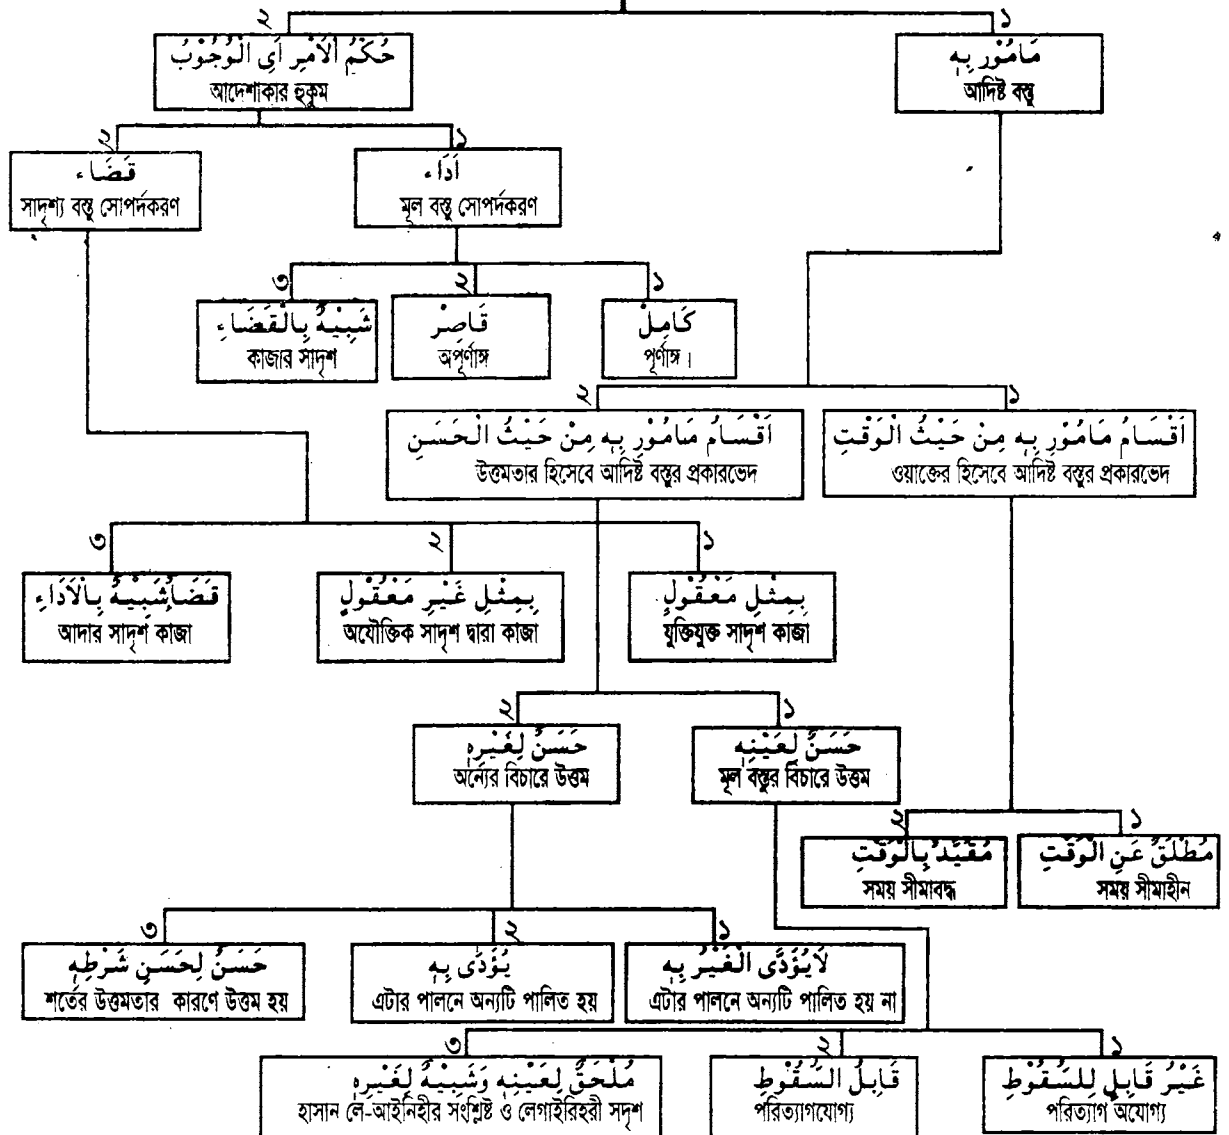 ২
১
حُكْمُ الْاَمْرِ اَىِ الْوُجُوْبُ
আদেশাকার হুকুম
مَامُوْر بِهٖ
আদিষ্ট বস্তু
২
১
قَضَاء
সাদৃশ্য বস্তু সোপর্দকরণ
اَدَاء
মূল বস্তু সোপর্দকরণ
৩
২
১
شَبِيْهٌ بِالْقَضَاءِ
কাজার সাদৃশ
قَاصِرْ
অপূর্ণাঙ্গ
كَامِلْ
পূর্ণাঙ্গ।
২
১
اَقْسَامُ مَامُوْر بِهٖ مِنْ حَيْثُ الْحَسَنِ
উত্তমতার হিসেবে আদিষ্ট বস্তুর প্রকারভেদ
اَقْسَامُ مَامُوْر بِهٖ مِنْ حَيْثُ الْوَقْتِ
ওয়াক্তের হিসেবে আদিষ্ট বস্তুর প্রকারভেদ
৩
২
১
قَضَاءٌ شَبِيْهٌ بِالْاَدَاءِ
আদার সাদৃশ কাজা
بِمِثْلِ غَيْرِ مَعْقُوْلٍ
অযৌক্তিক সাদৃশ দ্বারা কাজা
بِمِثْلِ مَعْقُوْلٍ
যুক্তিযুক্ত সাদৃশ কাজা
২
১
حَسَنٌ لِغَيْرِهٖ
অন্যের বিচারে উত্তম
حَسَنٌ لِعَيْنِهٖ
মূল বস্তুর বিচারে উত্তম
২
১
مُقَيَّدٌ بِالْوَقْتِ
সময় সীমাবদ্ধ
مُطْلَقٌ عَنِ الْوَقْتِ
সময় সীমাহীন
৩
২
১
حَسَنٌ لِحَسَنِ شَرْطِهٖ
শর্তের উত্তমতার কারণে উত্তম হয়
يُؤَدّٰى بِهٖ
এটার পালনে অন্যটি পালিত হয়
لَايُؤَدَّى الْغَيْرُ بِهٖ
এটার পালনে অন্যটি পালিত হয় না
৩
২
১
مُلْحَقٌ لِعَيْنِهٖ وَشَبِيْهٌ لِغَيْرِهٖ
হাসান লে-আইনিহীর সংশ্লিষ্ট ও লেগাইরিহরী সদৃশ
قَابِلُ السُّقُوْطِ
পরিত্যাগযোগ্য
غَيْرُ قَابِلٍ لِلسُّقُوْطِ
পরিত্যাগ অযোগ্য